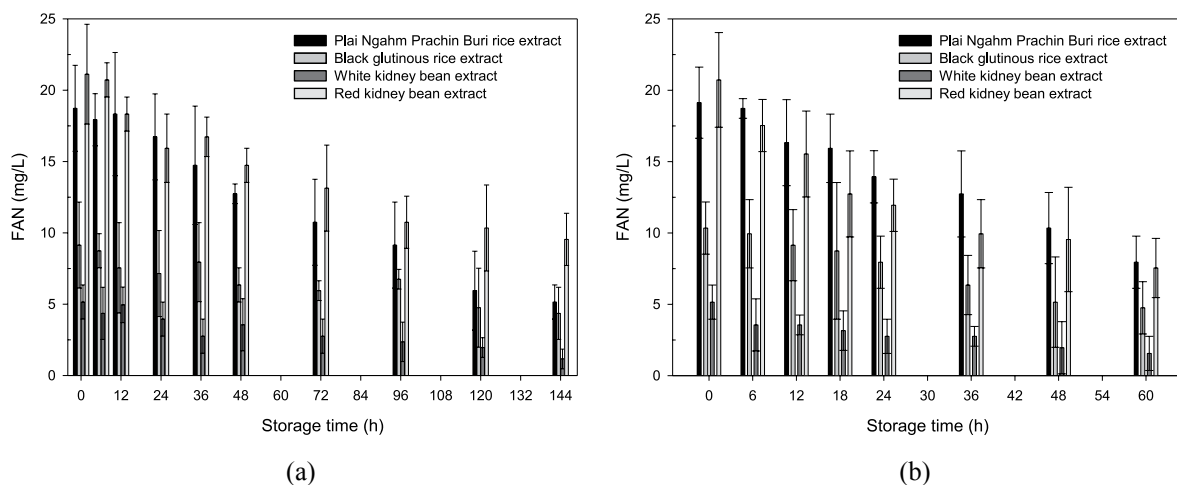 25
20
15
10
5
0
FAN (mg/L)
Plai Ngahm Prachin Buri rice extract
Black glutinous rice extract
White kidney bean extract
Red kidney bean extract
0 12 24 36 48 60 72 84 96 108 120 132 144
Storage time (h)
(a)
25
20
15
10
5
0
FAN (mg/L)
Plai Ngahm Prachin Buri rice extract
Black glutinous rice extract
White kidney bean extract
Red kidney bean extract
0 6 12 18 24 30 36 42 48 54 60
Storage time (h)
(b)